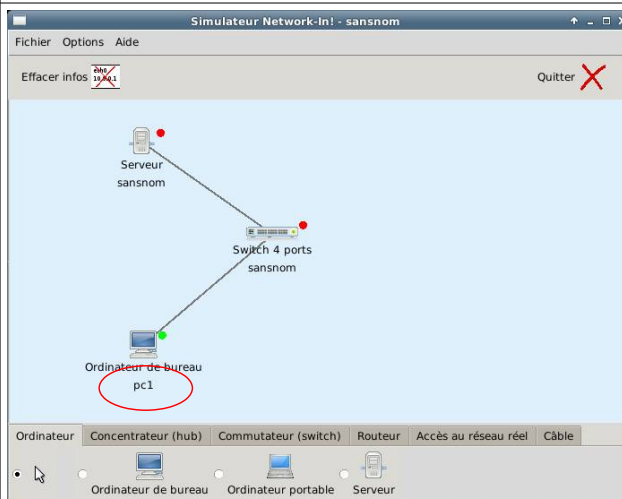 Simulateur Network-In! - sansnom
Fichier Options Aide
Effacer infos
Quitter
Serveur
sansnom
Switch 4 ports
sansnom
Ordinateur de bureau
pc1
Ordinateur Concentrateur (hub) Commutateur (switch) Routeur Accès au réseau réel Câble
Ordinateur de bureau Ordinateur portable Serveur